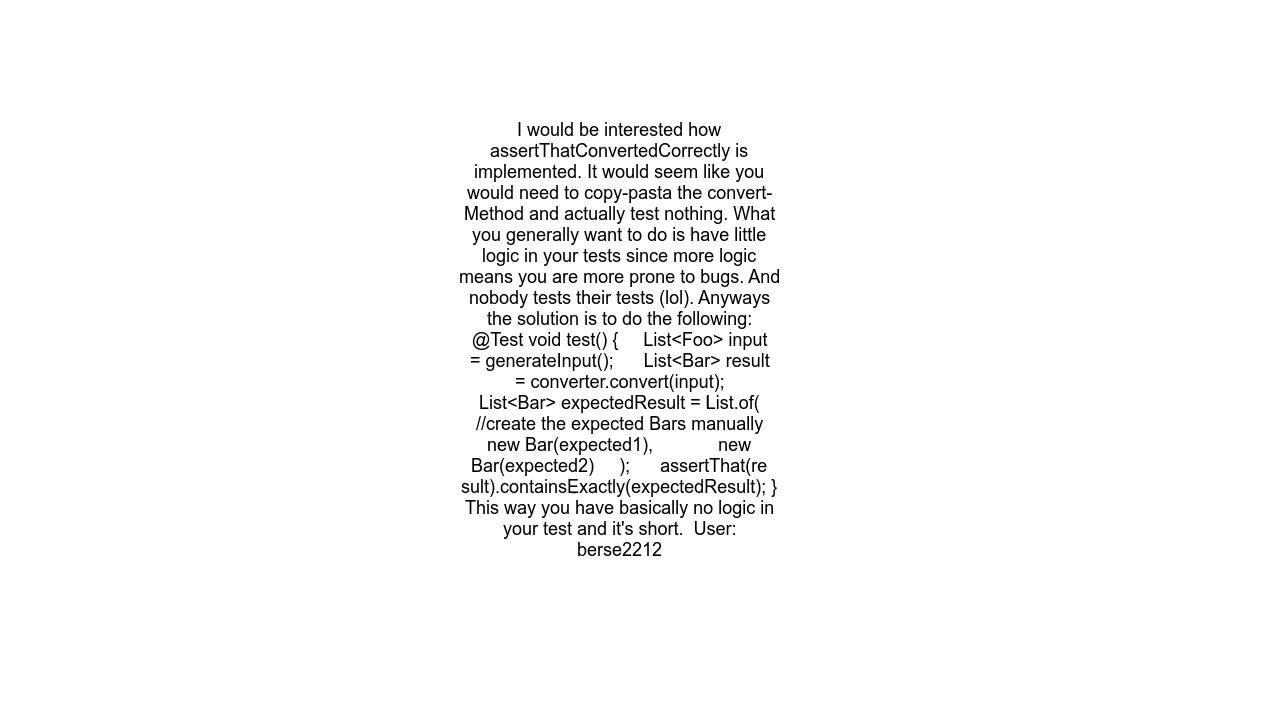 I would be interested how
assertThatConvertedCorrectly is
implemented. It would seem like you
would need to copy-pasta the convert-
Method and actually test nothing. What
you generally want to do is have little
logic in your tests since more logic
means you are more prone to bugs. And
nobody tests their tests (lol). Anyways
the solution is to do the following:
@Test void test() {     List<Foo> input
= generateInput();      List<Bar> result
= converter.convert(input);
List<Bar> expectedResult = List.of(
//create the expected Bars manually
new Bar(expected1),             new
Bar(expected2)     );      assertThat(re
sult).containsExactly(expectedResult); }
This way you have basically no logic in
your test and it's short.  User:
berse2212